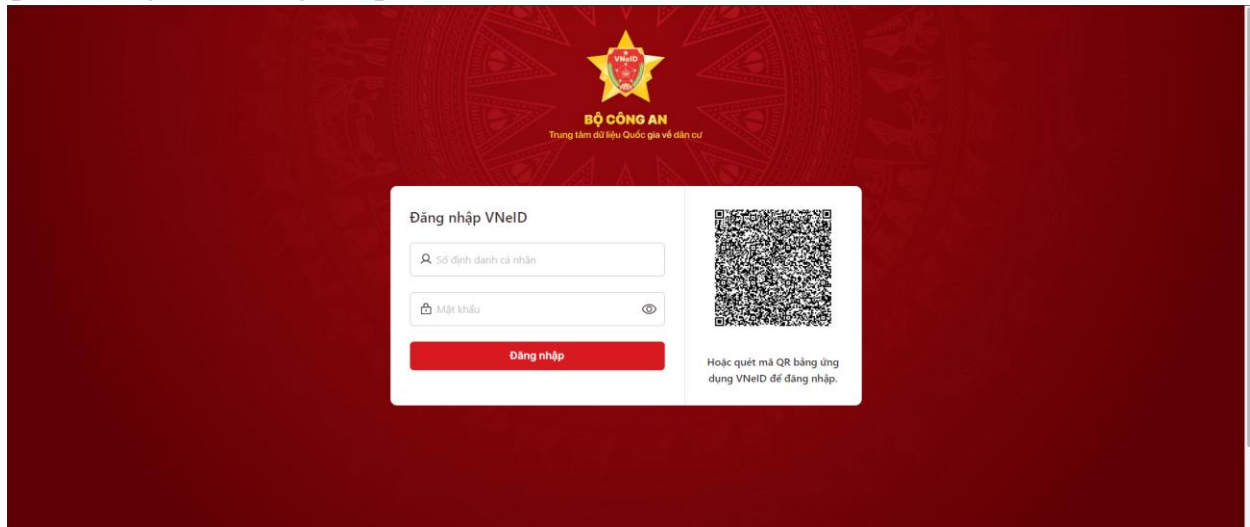 VNeID
BỘ CÔNG AN
Trung tâm dữ liệu Quốc gia về dân cư
Đăng nhập VNeID
Số định danh cá nhân
Mật khẩu
Đăng nhập
Hoặc quét mã QR bằng ứng
dụng VNeID để đăng nhập.